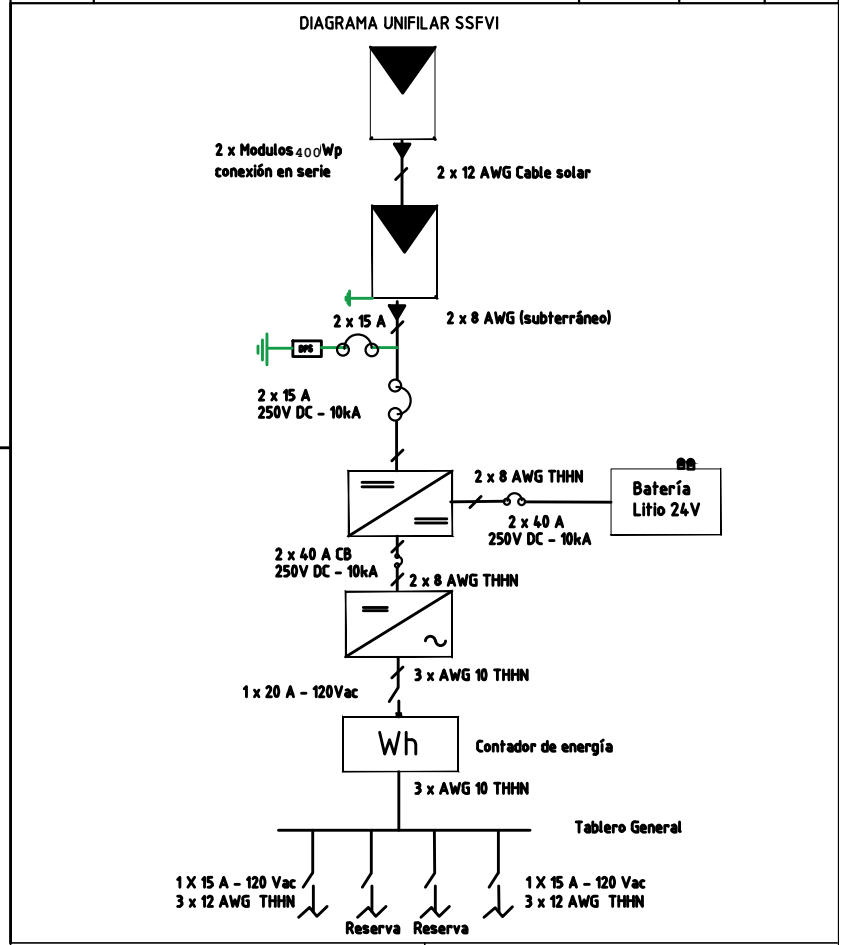 DIAGRAMA UNIFILAR SSFVI
2 x Modulos 400 Wp
conexión en serie
2 x 12 AWG Cable solar
2 x 8 AWG (subterráneo)
2 x 15 A
DPS
2 x 15 A
250V DC - 10kA
2 x 8 AWG THHN
Batería
Litio 24V
2 x 40 A
250V DC - 10kA
2 x 40 A CB
250V DC - 10kA
2 x 8 AWG THHN
3 x AWG 10 THHN
1 x 20 A - 120Vac
Wh
Contador de energía
3 x AWG 10 THHN
Tablero General
1 X 15 A - 120 Vac
3 x 12 AWG THHN
1 X 15 A - 120 Vac
3 x 12 AWG THHN
Reserva Reserva